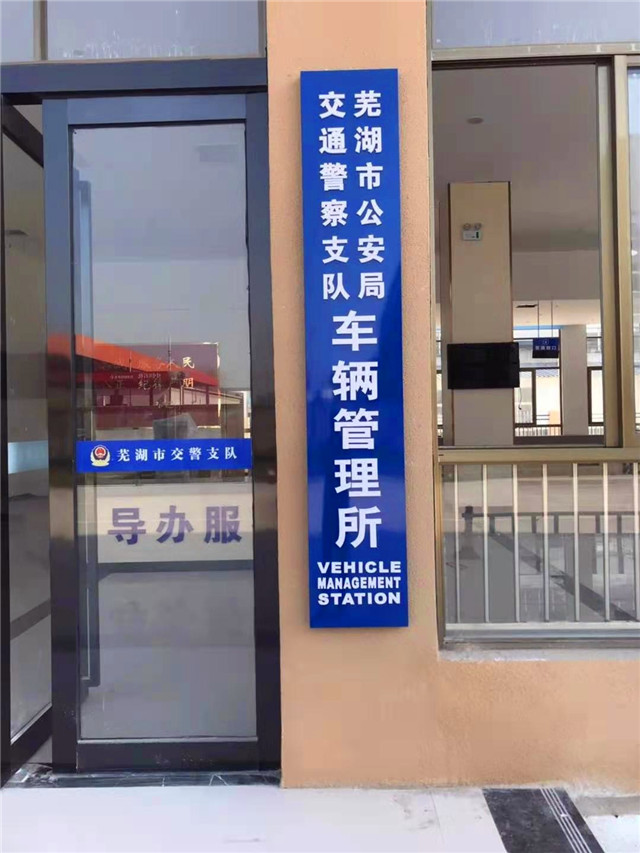 芜湖市公安局
交通警察支队
车辆管理所
VEHICLE
MANAGEMENT
STATION
芜湖市交警支队
导办服